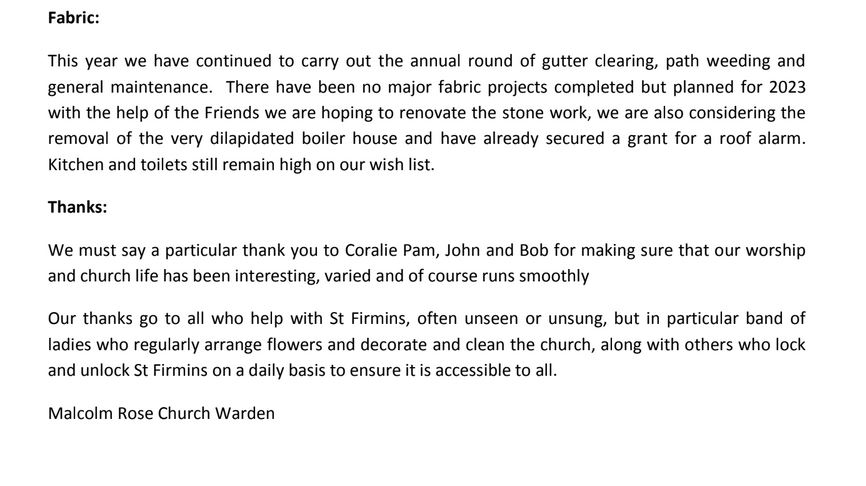 Fabric:
This year we have continued to carry out the annual round of gutter clearing, path weeding and
general maintenance.  There have been no major fabric projects completed but planned for 2023
with the help of the Friends we are hoping to renovate the stone work, we are also considering the
removal of the very dilapidated boiler house and have already secured a grant for a roof alarm.
Kitchen and toilets still remain high on our wish list.
Thanks:
We must say a particular thank you to Coralie Pam, John and Bob for making sure that our worship
and church life has been interesting, varied and of course runs smoothly
Our thanks go to all who help with St Firmins, often unseen or unsung, but in particular band of
ladies who regularly arrange flowers and decorate and clean the church, along with others who lock
and unlock St Firmins on a daily basis to ensure it is accessible to all.
Malcolm Rose Church Warden